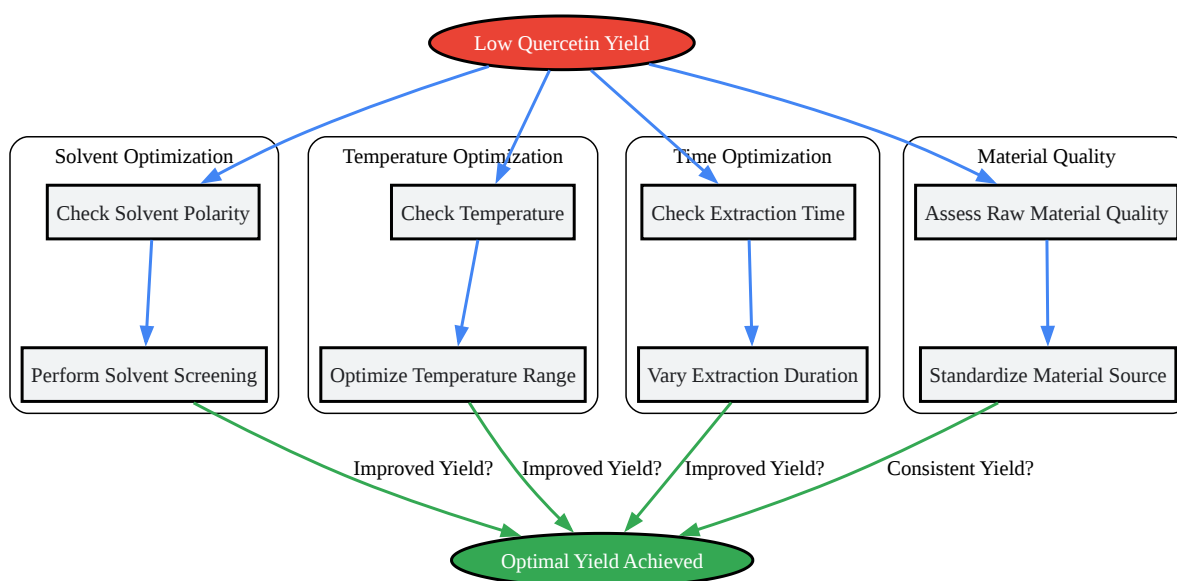 Low Quercetin Yield
Solvent Optimization
Temperature Optimization
Time Optimization
Material Quality
Check Solvent Polarity
Check Temperature
Check Extraction Time
Assess Raw Material Quality
Perform Solvent Screening
Optimize Temperature Range
Vary Extraction Duration
Standardize Material Source
Improved Yield?
Improved Yield?
Improved Yield?
Consistent Yield?
Optimal Yield Achieved